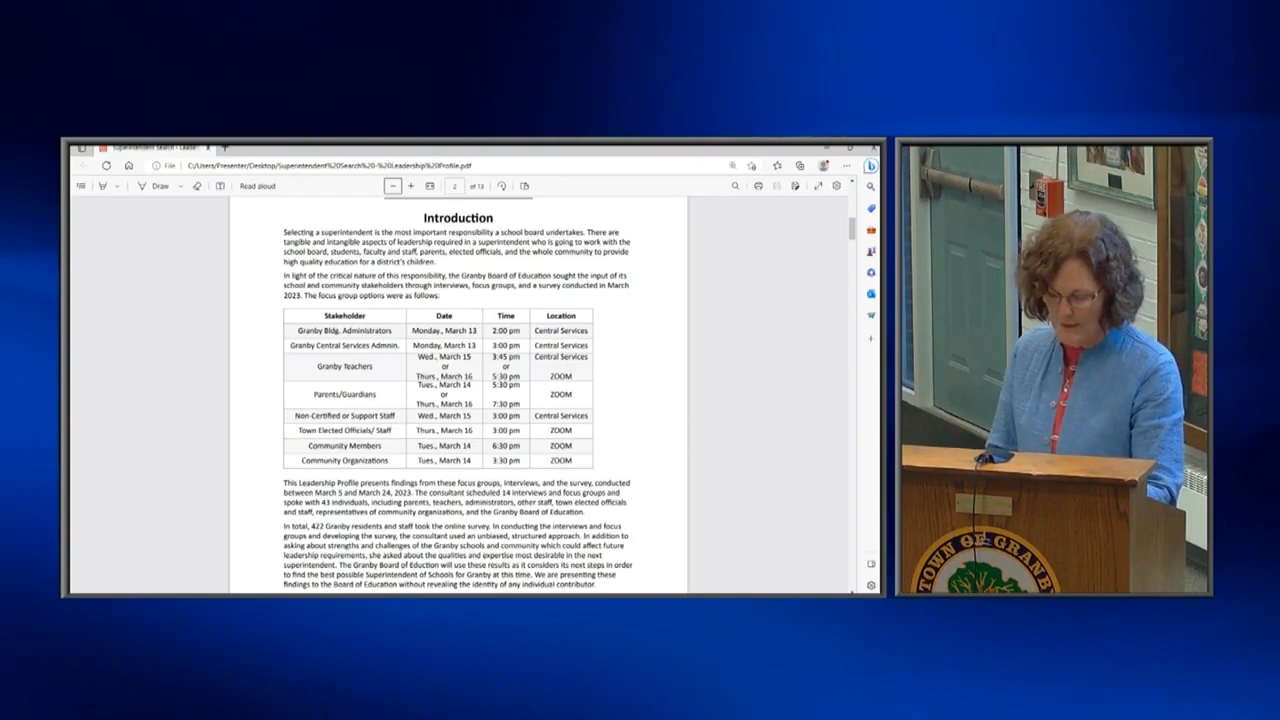 Superintendent Search - Leade
File
C:/Users/Presenter/Desktop/Superintendent%20Search%20-%20Leadership%20Profile.pdf
Draw
Read aloud
2 of 13
Introduction
Selecting a superintendent is the most important responsibility a school board undertakes. There are
tangible and intangible aspects of leadership required in a superintendent who is going to work with the
school board, students, faculty and staff, parents, elected officials, and the whole community to provide
high quality education for a district's children.
In light of the critical nature of this responsibility, the Granby Board of Education sought the input of its
school and community stakeholders through interviews, focus groups, and a survey conducted in March
2023. The focus group options were as follows:
Stakeholder Date Time Location
Granby Bldg. Administrators Monday., March 13 2:00 pm Central Services
Granby Central Services Admnin. Monday, March 13 3:00 pm Central Services
Granby Teachers Wed., March 15 3:45 pm Central Services
or or
Thurs., March 16 5:30 pm ZOOM
Parents/Guardians Tues., March 14 5:30 pm ZOOM
or
Thurs., March 16 7:30 pm
Non-Certified or Support Staff Wed., March 15 3:00 pm Central Services
Town Elected Officials/ Staff Thurs., March 16 3:00 pm ZOOM
Community Members Tues., March 14 6:30 pm ZOOM
Community Organizations Tues., March 14 3:30 pm ZOOM
This Leadership Profile presents findings from these focus groups, interviews, and the survey, conducted
between March 5 and March 24, 2023. The consultant scheduled 14 interviews and focus groups and
spoke with 43 individuals, including parents, teachers, administrators, other staff, town elected officials
and staff, representatives of community organizations, and the Granby Board of Education.
In total, 422 Granby residents and staff took the online survey. In conducting the interviews and focus
groups and developing the survey, the consultant used an unbiased, structured approach. In addition to
asking about strengths and challenges of the Granby schools and community which could affect future
leadership requirements, she asked about the qualities and expertise most desirable in the next
superintendent. The Granby Board of Eduction will use these results as it considers its next steps in order
to find the best possible Superintendent of Schools for Granby at this time. We are presenting these
findings to the Board of Education without revealing the identity of any individual contributor.
TOWN OF GRANBY